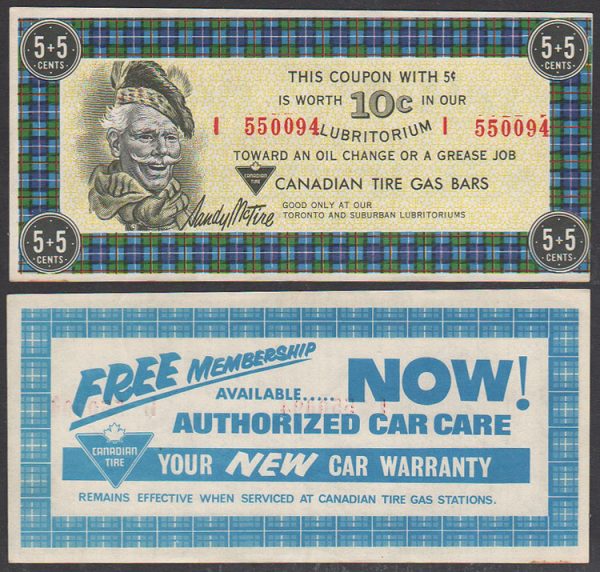 5+5 CENTS
5+5 CENTS
THIS COUPON WITH 5¢
IS WORTH 10c IN OUR
I 550094 LUBRITORIUM I 550094
TOWARD AN OIL CHANGE OR A GREASE JOB
CANADIAN TIRE
CANADIAN TIRE GAS BARS
Sandy McTire
GOOD ONLY AT OUR
TORONTO AND SUBURBAN LUBRITORIUMS
5+5 CENTS
5+5 CENTS
FREE MEMBERSHIP
AVAILABLE..... NOW!
AUTHORIZED CAR CARE
CANADIAN
TIRE
YOUR NEW CAR WARRANTY
REMAINS EFFECTIVE WHEN SERVICED AT CANADIAN TIRE GAS STATIONS.